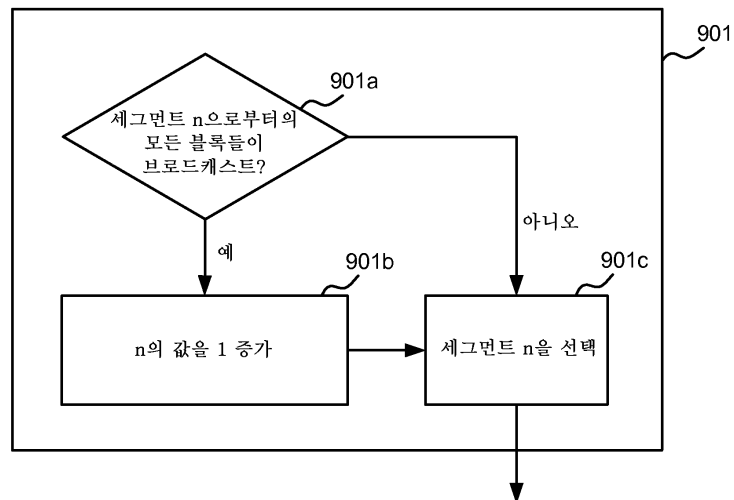 901
901a
세그먼트 n으로부터의
모든 블록들이
브로드캐스트?
아니오
예
901b
901c
n의 값을 1 증가
세그먼트 n을 선택